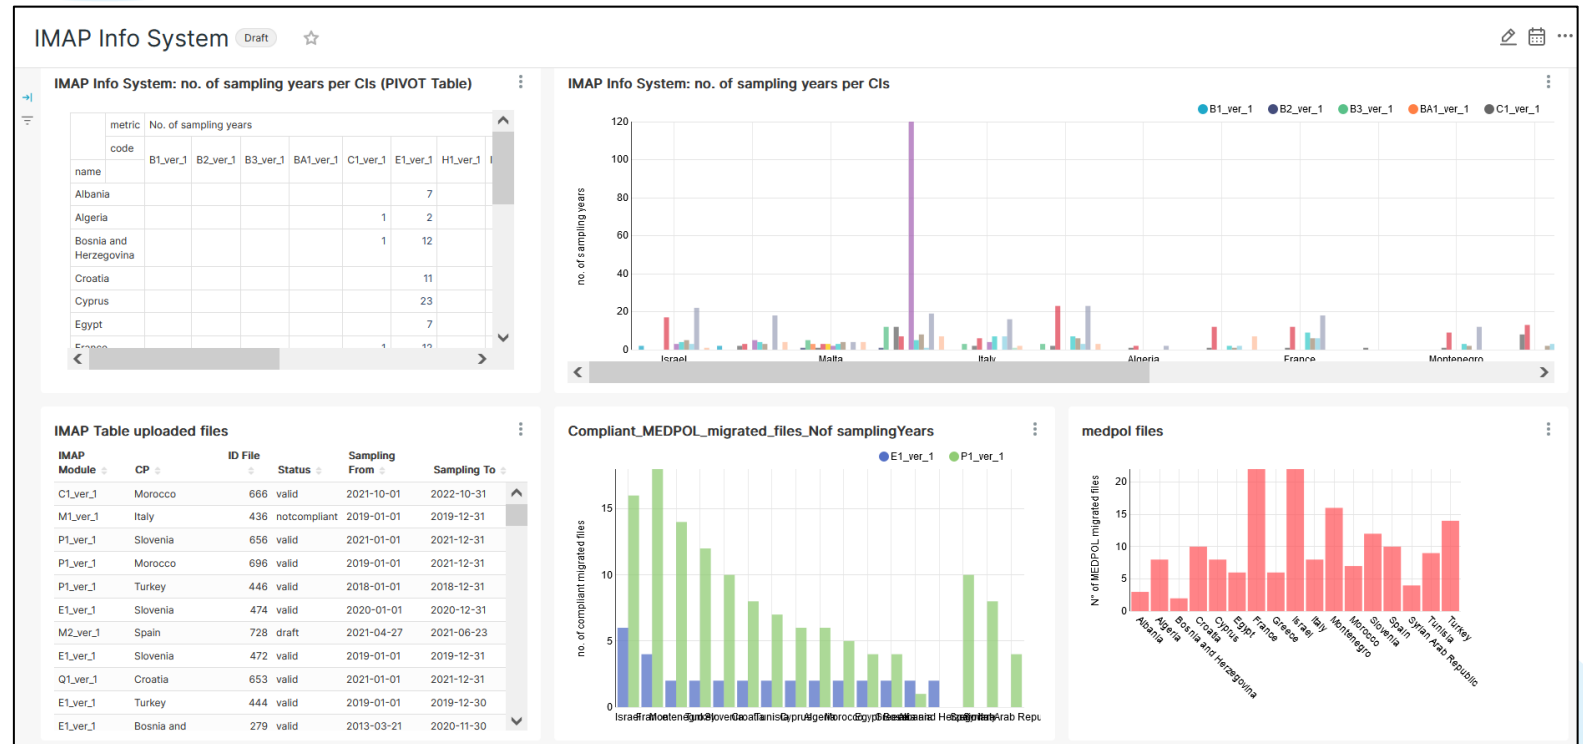 IMAP Info System Draft
IMAP Info System: no. of sampling years per CIs (PIVOT Table)
metric No. of sampling years
code
B1_ver_1 B2_ver_1 B3_ver_1 BA1_ver_1 C1_ver_1 E1_ver_1 H1_ver_1
name
Albania 7
Algeria 1 2
Bosnia and 1 12
Herzegovina
Croatia 11
Cyprus 23
Egypt 7
France 1 12
IMAP Info System: no. of sampling years per CIs
B1_ver_1 B2_ver_1 B3_ver_1 BA1_ver_1 C1_ver_1
no. of sampling years
120
100
80
60
40
20
0
Israel Malta Italy Algeria France Montenegro
IMAP Table uploaded files
IMAP ID File Sampling
Module CP Status From Sampling To
C1_ver_1 Morocco 666 valid 2021-10-01 2022-10-31
M1_ver_1 Italy 436 notcompliant 2019-01-01 2019-12-31
P1_ver_1 Slovenia 656 valid 2021-01-01 2021-12-31
P1_ver_1 Morocco 696 valid 2019-01-01 2021-12-31
P1_ver_1 Turkey 446 valid 2018-01-01 2018-12-31
E1_ver_1 Slovenia 474 valid 2020-01-01 2020-12-31
M2_ver_1 Spain 728 draft 2021-04-27 2021-06-23
E1_ver_1 Slovenia 472 valid 2019-01-01 2019-12-31
Q1_ver_1 Croatia 653 valid 2021-01-01 2021-12-31
E1_ver_1 Turkey 444 valid 2019-01-01 2019-12-30
E1_ver_1 Bosnia and 279 valid 2013-03-21 2020-11-30
Compliant_MEDPOL_migrated_files_Nof samplingYears
E1_ver_1 P1_ver_1
no. of compliant migrated files
15
10
5
0
Israel Morocco
medpol files
N° of MEDPOL migrated files
20
15
10
5
0
Albania
Algeria
Bosnia and Herzegovina
Croatia
Cyprus
Egypt
France
Greece
Israel
Italy
Montenegro
Morocco
Slovenia
Spain
Syrian Arab Republic
Tunisia
Turkey